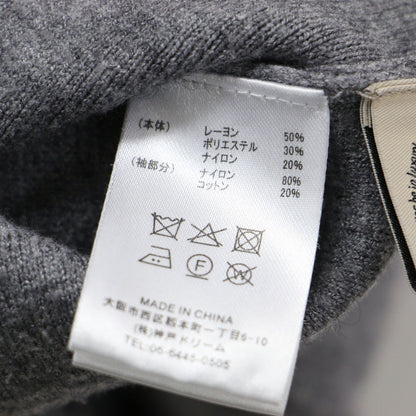 (本体) レーヨン 50%
ポリエステル 30%
ナイロン 20%
(袖部分) ナイロン 80%
コットン 20%
F
MADE IN CHINA
大阪市西区靭本町一丁目6-10
(株)神戸ドリーム
TEL:06-6445-0505